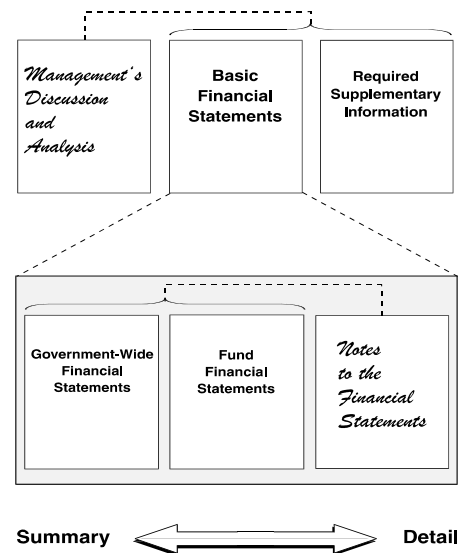 Management's
Discussion
and
Analysis
Basic
Financial
Statements
Required
Supplementary
Information
Government-Wide
Financial
Statements
Fund
Financial
Statements
Notes
to the
Financial
Statements
Summary
Detail